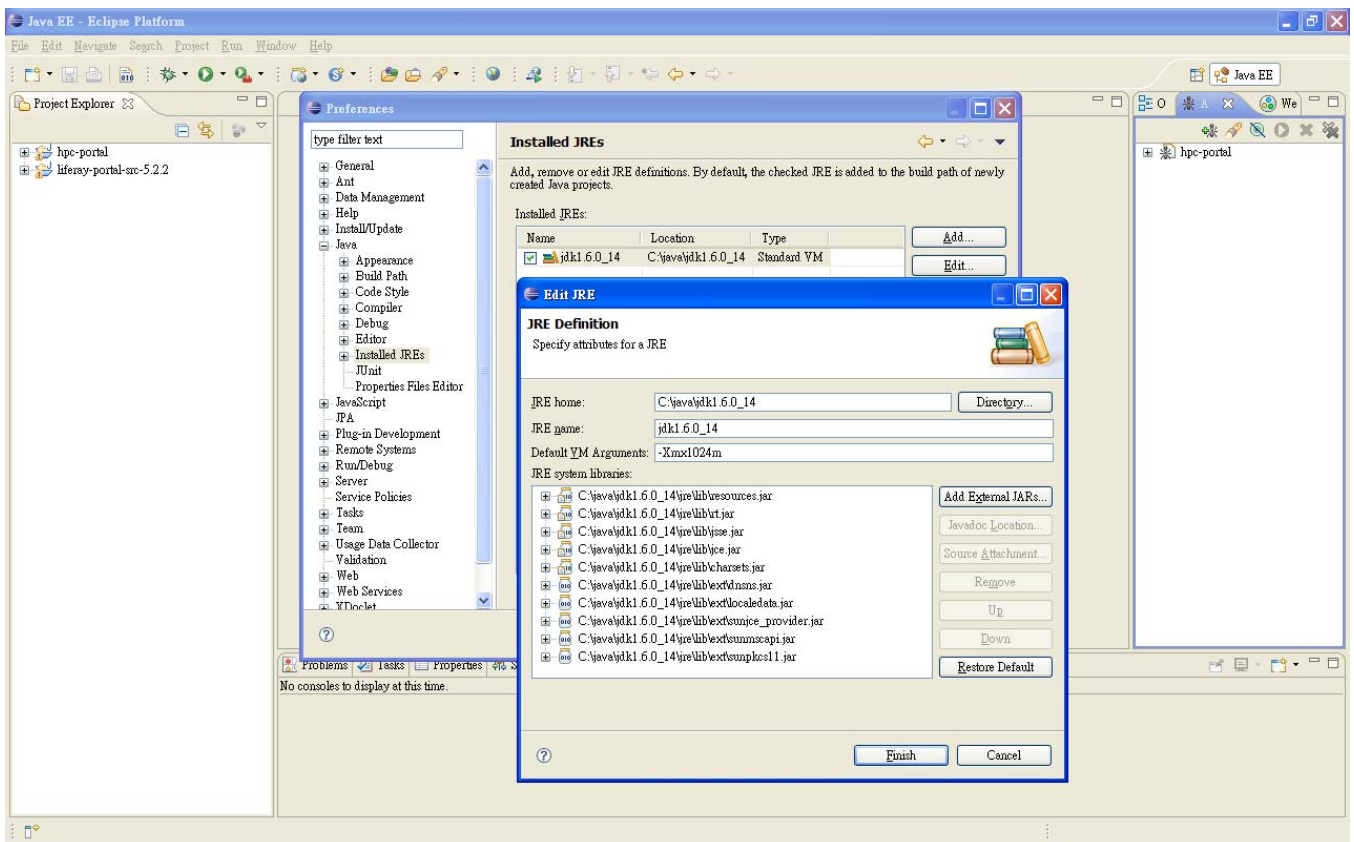 Java EE - Eclipse Platform
File Edit Navigate Search Project Run Window Help
Java EE
Project Explorer
hpc-portal
liferay-portal-src-5.2.2
Preferences
type filter text
General
Ant
Data Management
Help
Install/Update
Java
Appearance
Build Path
Code Style
Compiler
Debug
Editor
Installed JREs
JUnit
Properties Files Editor
JavaScript
JPA
Plug-in Development
Remote Systems
Run/Debug
Server
Service Policies
Tasks
Team
Usage Data Collector
Validation
Web
Web Services
XDoclet
Installed JREs
Add, remove or edit JRE definitions. By default, the checked JRE is added to the build path of newly
created Java projects.
Installed JREs:
Name Location Type
jdk1.6.0_14 C:\java\jdk1.6.0_14 Standard VM
Add...
Edit...
Edit JRE
JRE Definition
Specify attributes for a JRE
JRE home: C:\java\jdk1.6.0_14 Directory...
JRE name: jdk1.6.0_14
Default VM Arguments: -Xmx1024m
JRE system libraries:
C:\java\jdk1.6.0_14\jre\lib\resources.jar
C:\java\jdk1.6.0_14\jre\lib\rt.jar
C:\java\jdk1.6.0_14\jre\lib\jsse.jar
C:\java\jdk1.6.0_14\jre\lib\jce.jar
C:\java\jdk1.6.0_14\jre\lib\charsets.jar
C:\java\jdk1.6.0_14\jre\lib\ext\dnsns.jar
C:\java\jdk1.6.0_14\jre\lib\ext\localedata.jar
C:\java\jdk1.6.0_14\jre\lib\ext\sunjce_provider.jar
C:\java\jdk1.6.0_14\jre\lib\ext\sunmscapi.jar
C:\java\jdk1.6.0_14\jre\lib\ext\sunpkcs11.jar
Add External JARs...
Javadoc Location...
Source Attachment...
Remove
Up
Down
Restore Default
Finish Cancel
O A We
hpc-portal
Problems Tasks Properties S
No consoles to display at this time.